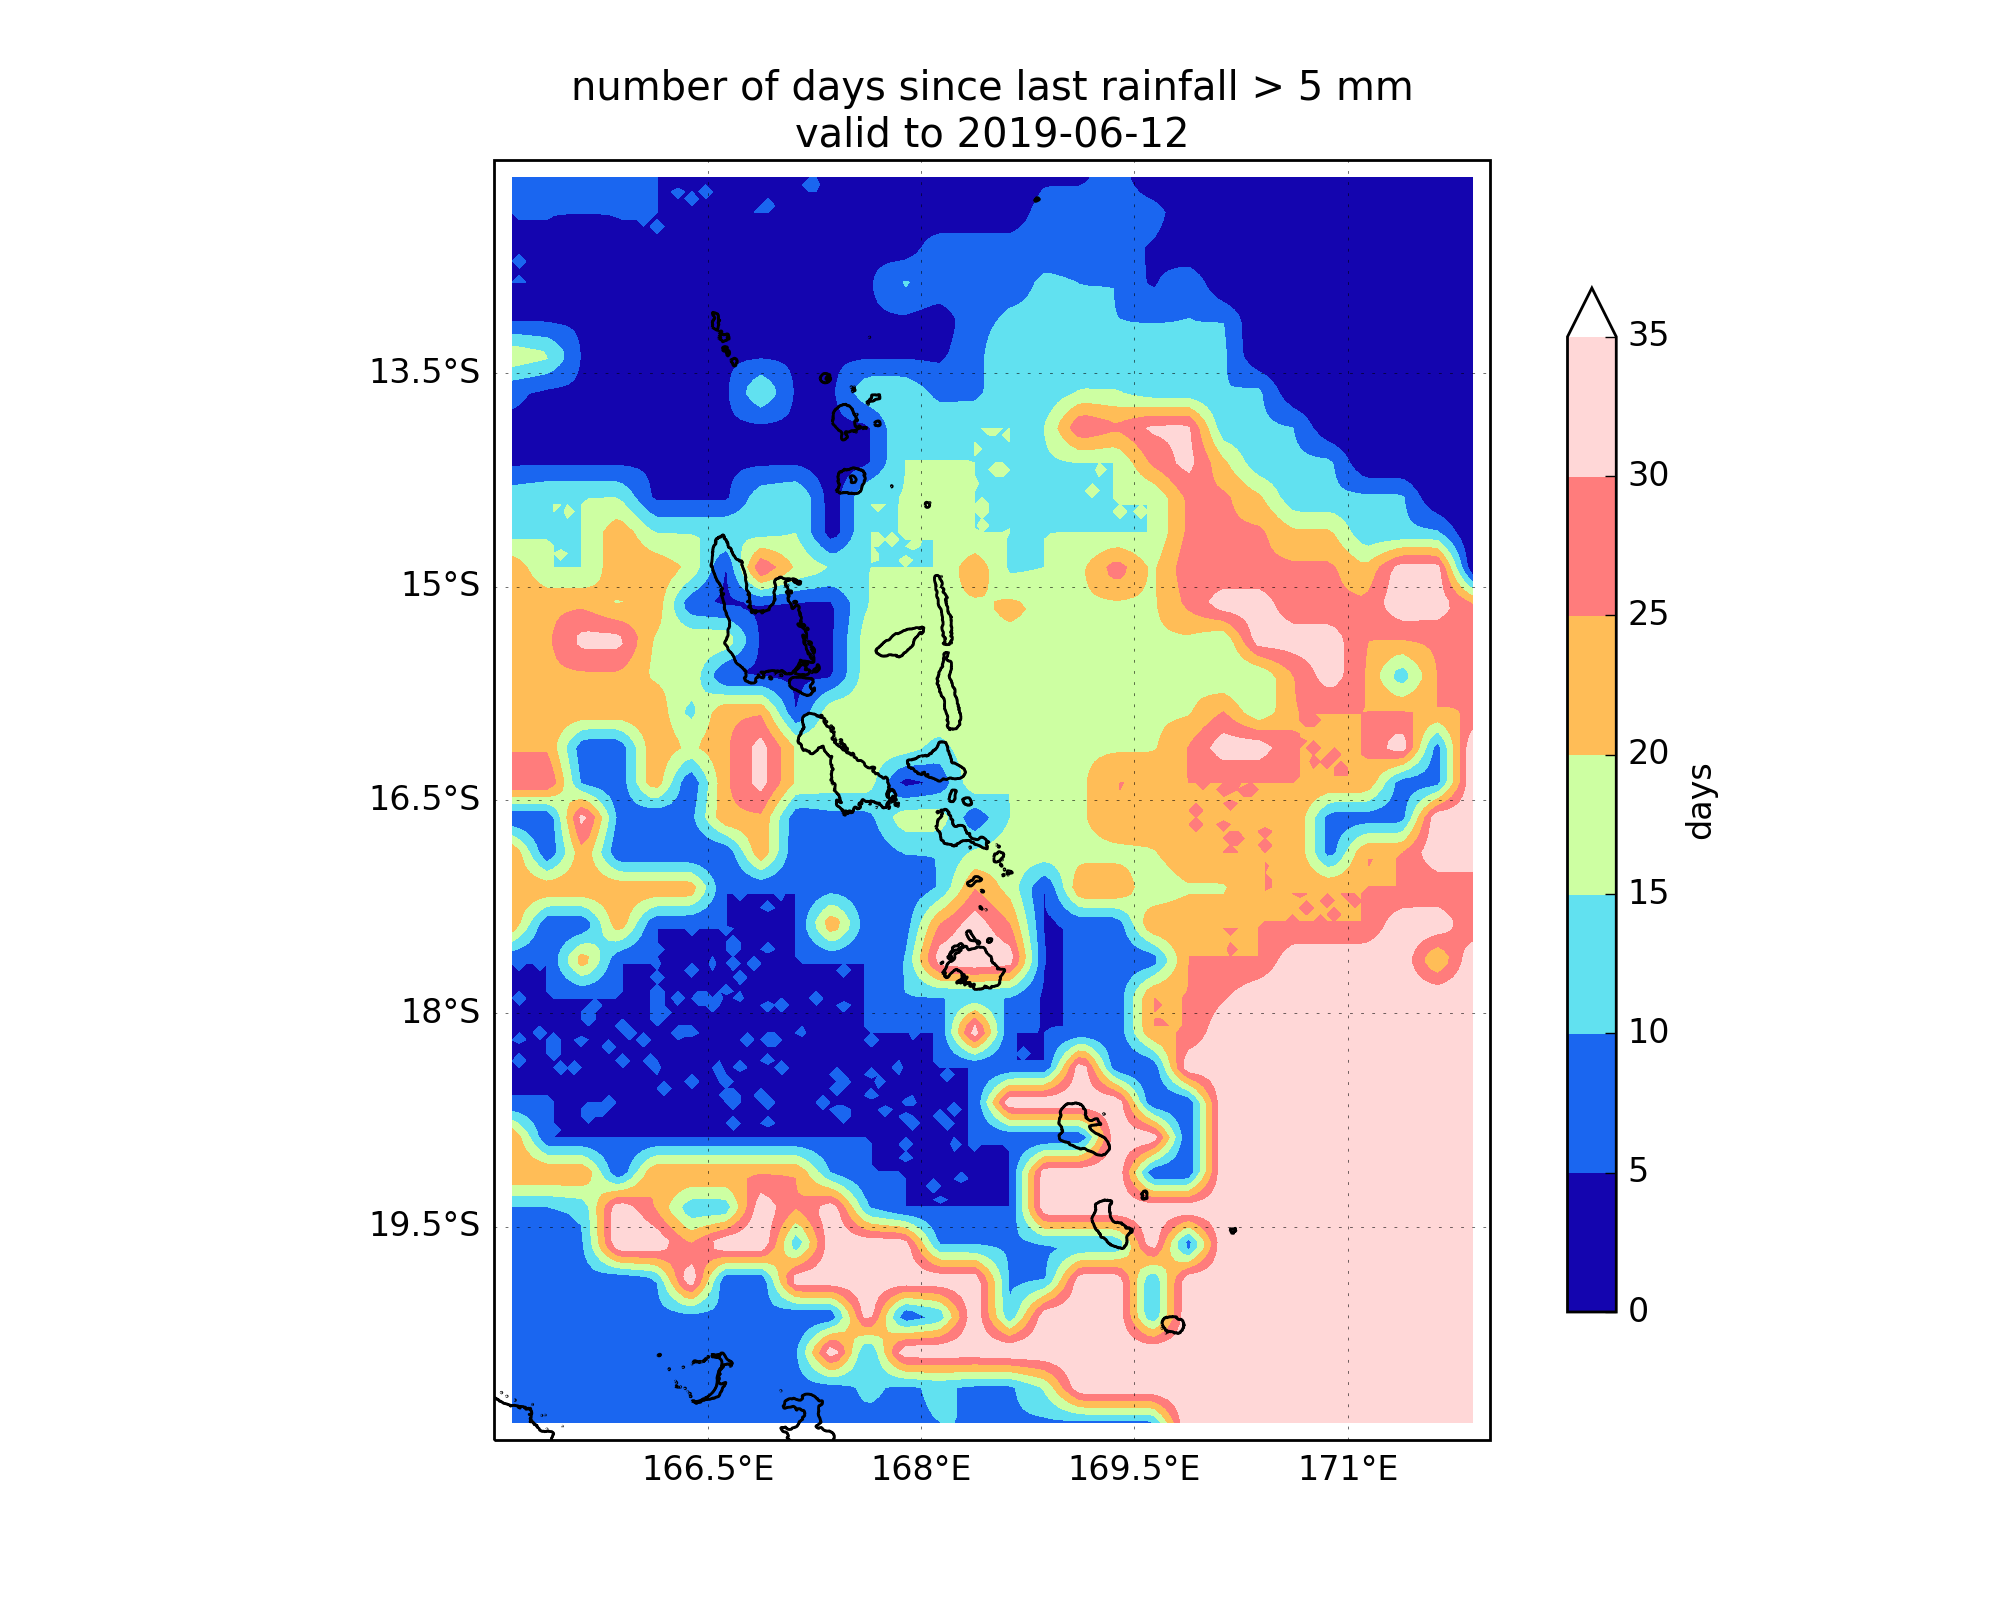 number of days since last rainfall > 5 mm
valid to 2019-06-12
13.5°S
15°S
16.5°S
18°S
19.5°S
166.5°E
168°E
169.5°E
171°E
35
30
25
20
15
10
5
0
days